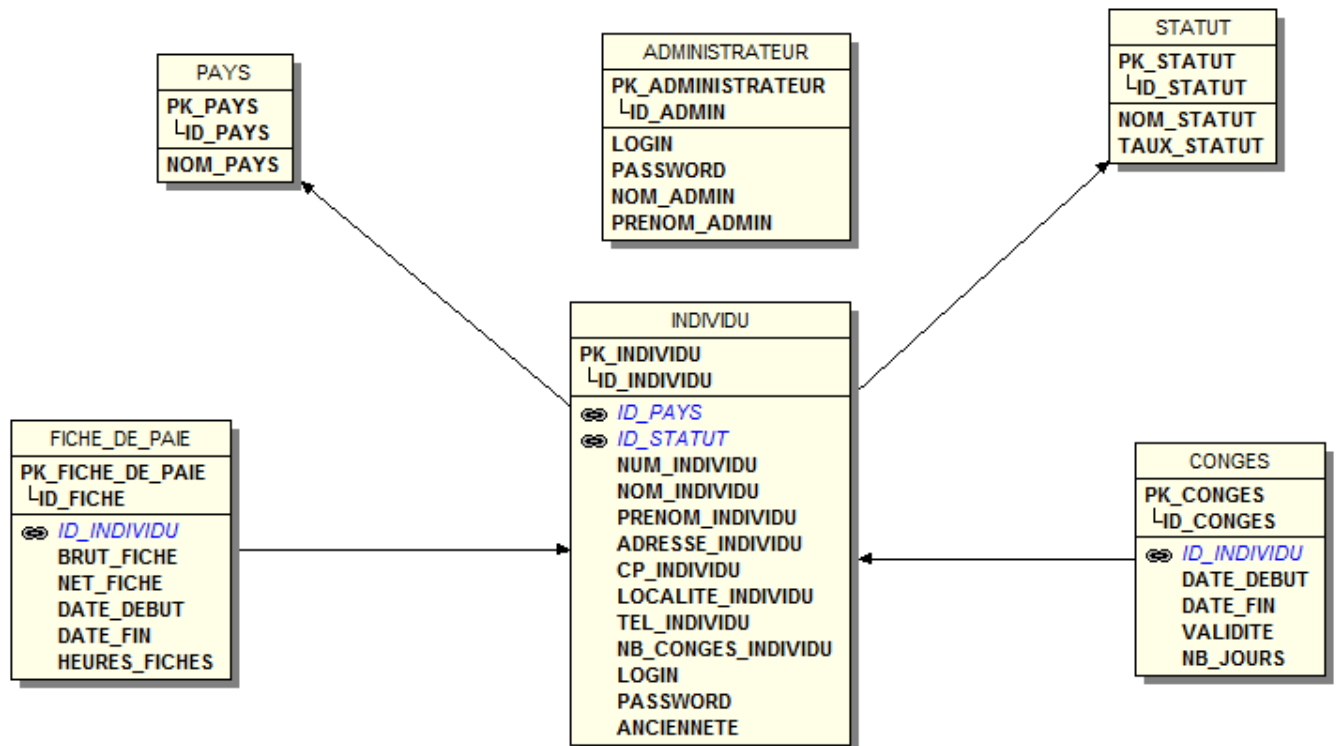 PAYS
PK_PAYS
ID_PAYS
NOM_PAYS
ADMINISTRATEUR
PK_ADMINISTRATEUR
ID_ADMIN
LOGIN
PASSWORD
NOM_ADMIN
PRENOM_ADMIN
STATUT
PK_STATUT
ID_STATUT
NOM_STATUT
TAUX_STATUT
INDIVIDU
PK_INDIVIDU
ID_INDIVIDU
ID_PAYS
ID_STATUT
NUM_INDIVIDU
NOM_INDIVIDU
PRENOM_INDIVIDU
ADRESSE_INDIVIDU
CP_INDIVIDU
LOCALITE_INDIVIDU
TEL_INDIVIDU
NB_CONGES_INDIVIDU
LOGIN
PASSWORD
ANCIENNETE
FICHE_DE_PAIE
PK_FICHE_DE_PAIE
ID_FICHE
ID_INDIVIDU
BRUT_FICHE
NET_FICHE
DATE_DEBUT
DATE_FIN
HEURES_FICHES
CONGES
PK_CONGES
ID_CONGES
ID_INDIVIDU
DATE_DEBUT
DATE_FIN
VALIDITE
NB_JOURS